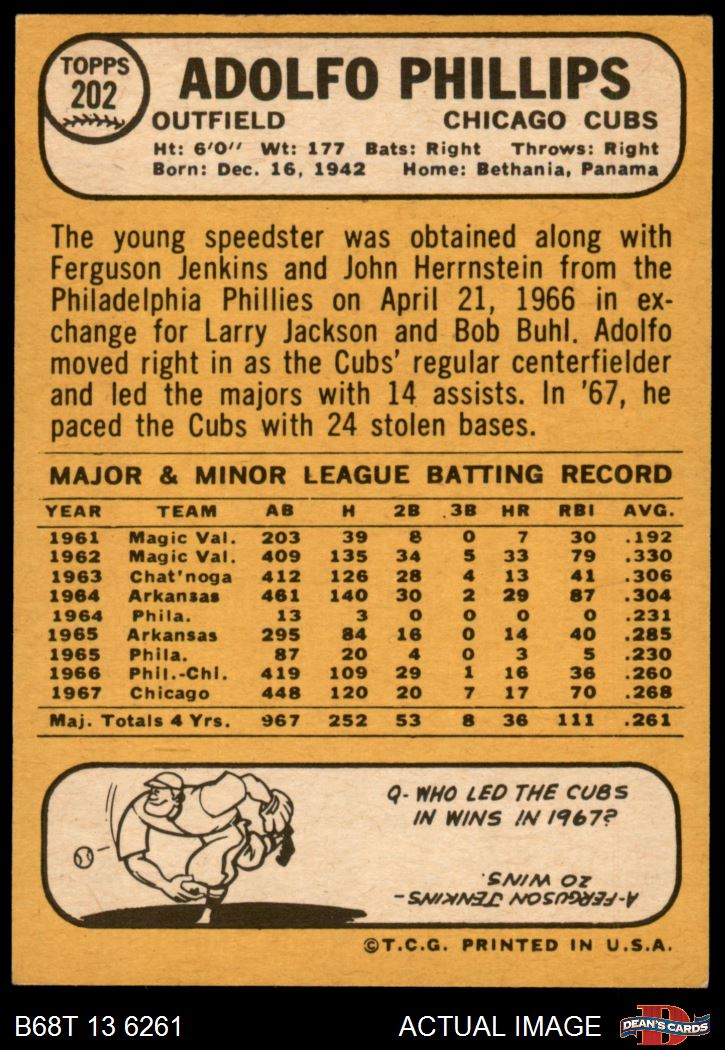 TOPPS
202
ADOLFO PHILLIPS
OUTFIELD CHICAGO CUBS
Ht: 6'0" Wt: 177 Bats: Right Throws: Right
Born: Dec. 16, 1942 Home: Bethania, Panama
The young speedster was obtained along with
Ferguson Jenkins and John Herrnstein from the
Philadelphia Phillies on April 21, 1966 in ex-
change for Larry Jackson and Bob Buhl. Adolfo
moved right in as the Cubs' regular centerfielder
and led the majors with 14 assists. In '67, he
paced the Cubs with 24 stolen bases.
MAJOR & MINOR LEAGUE BATTING RECORD
YEAR TEAM AB H 2B 3B HR RBI AVG.
1961 Magic Val. 203 39 8 0 7 30 .192
1962 Magic Val. 409 135 34 5 33 79 .330
1963 Chat'noga 412 126 28 4 13 41 .306
1964 Arkansas 461 140 30 2 29 87 .304
1964 Phila. 13 3 0 0 0 0 .231
1965 Arkansas 295 84 16 0 14 40 .285
1965 Phila. 87 20 4 0 3 5 .230
1966 Phil.-Chi. 419 109 29 1 16 36 .260
1967 Chicago 448 120 20 7 17 70 .268
Maj. Totals 4 Yrs. 967 252 53 8 36 111 .261
Q- WHO LED THE CUBS
IN WINS IN 1967?
A-FERGUSON JENKINS-
20 WINS.
©T.C.G. PRINTED IN U.S.A.
B68T 13 6261 ACTUAL IMAGE DEAN'S CARDS